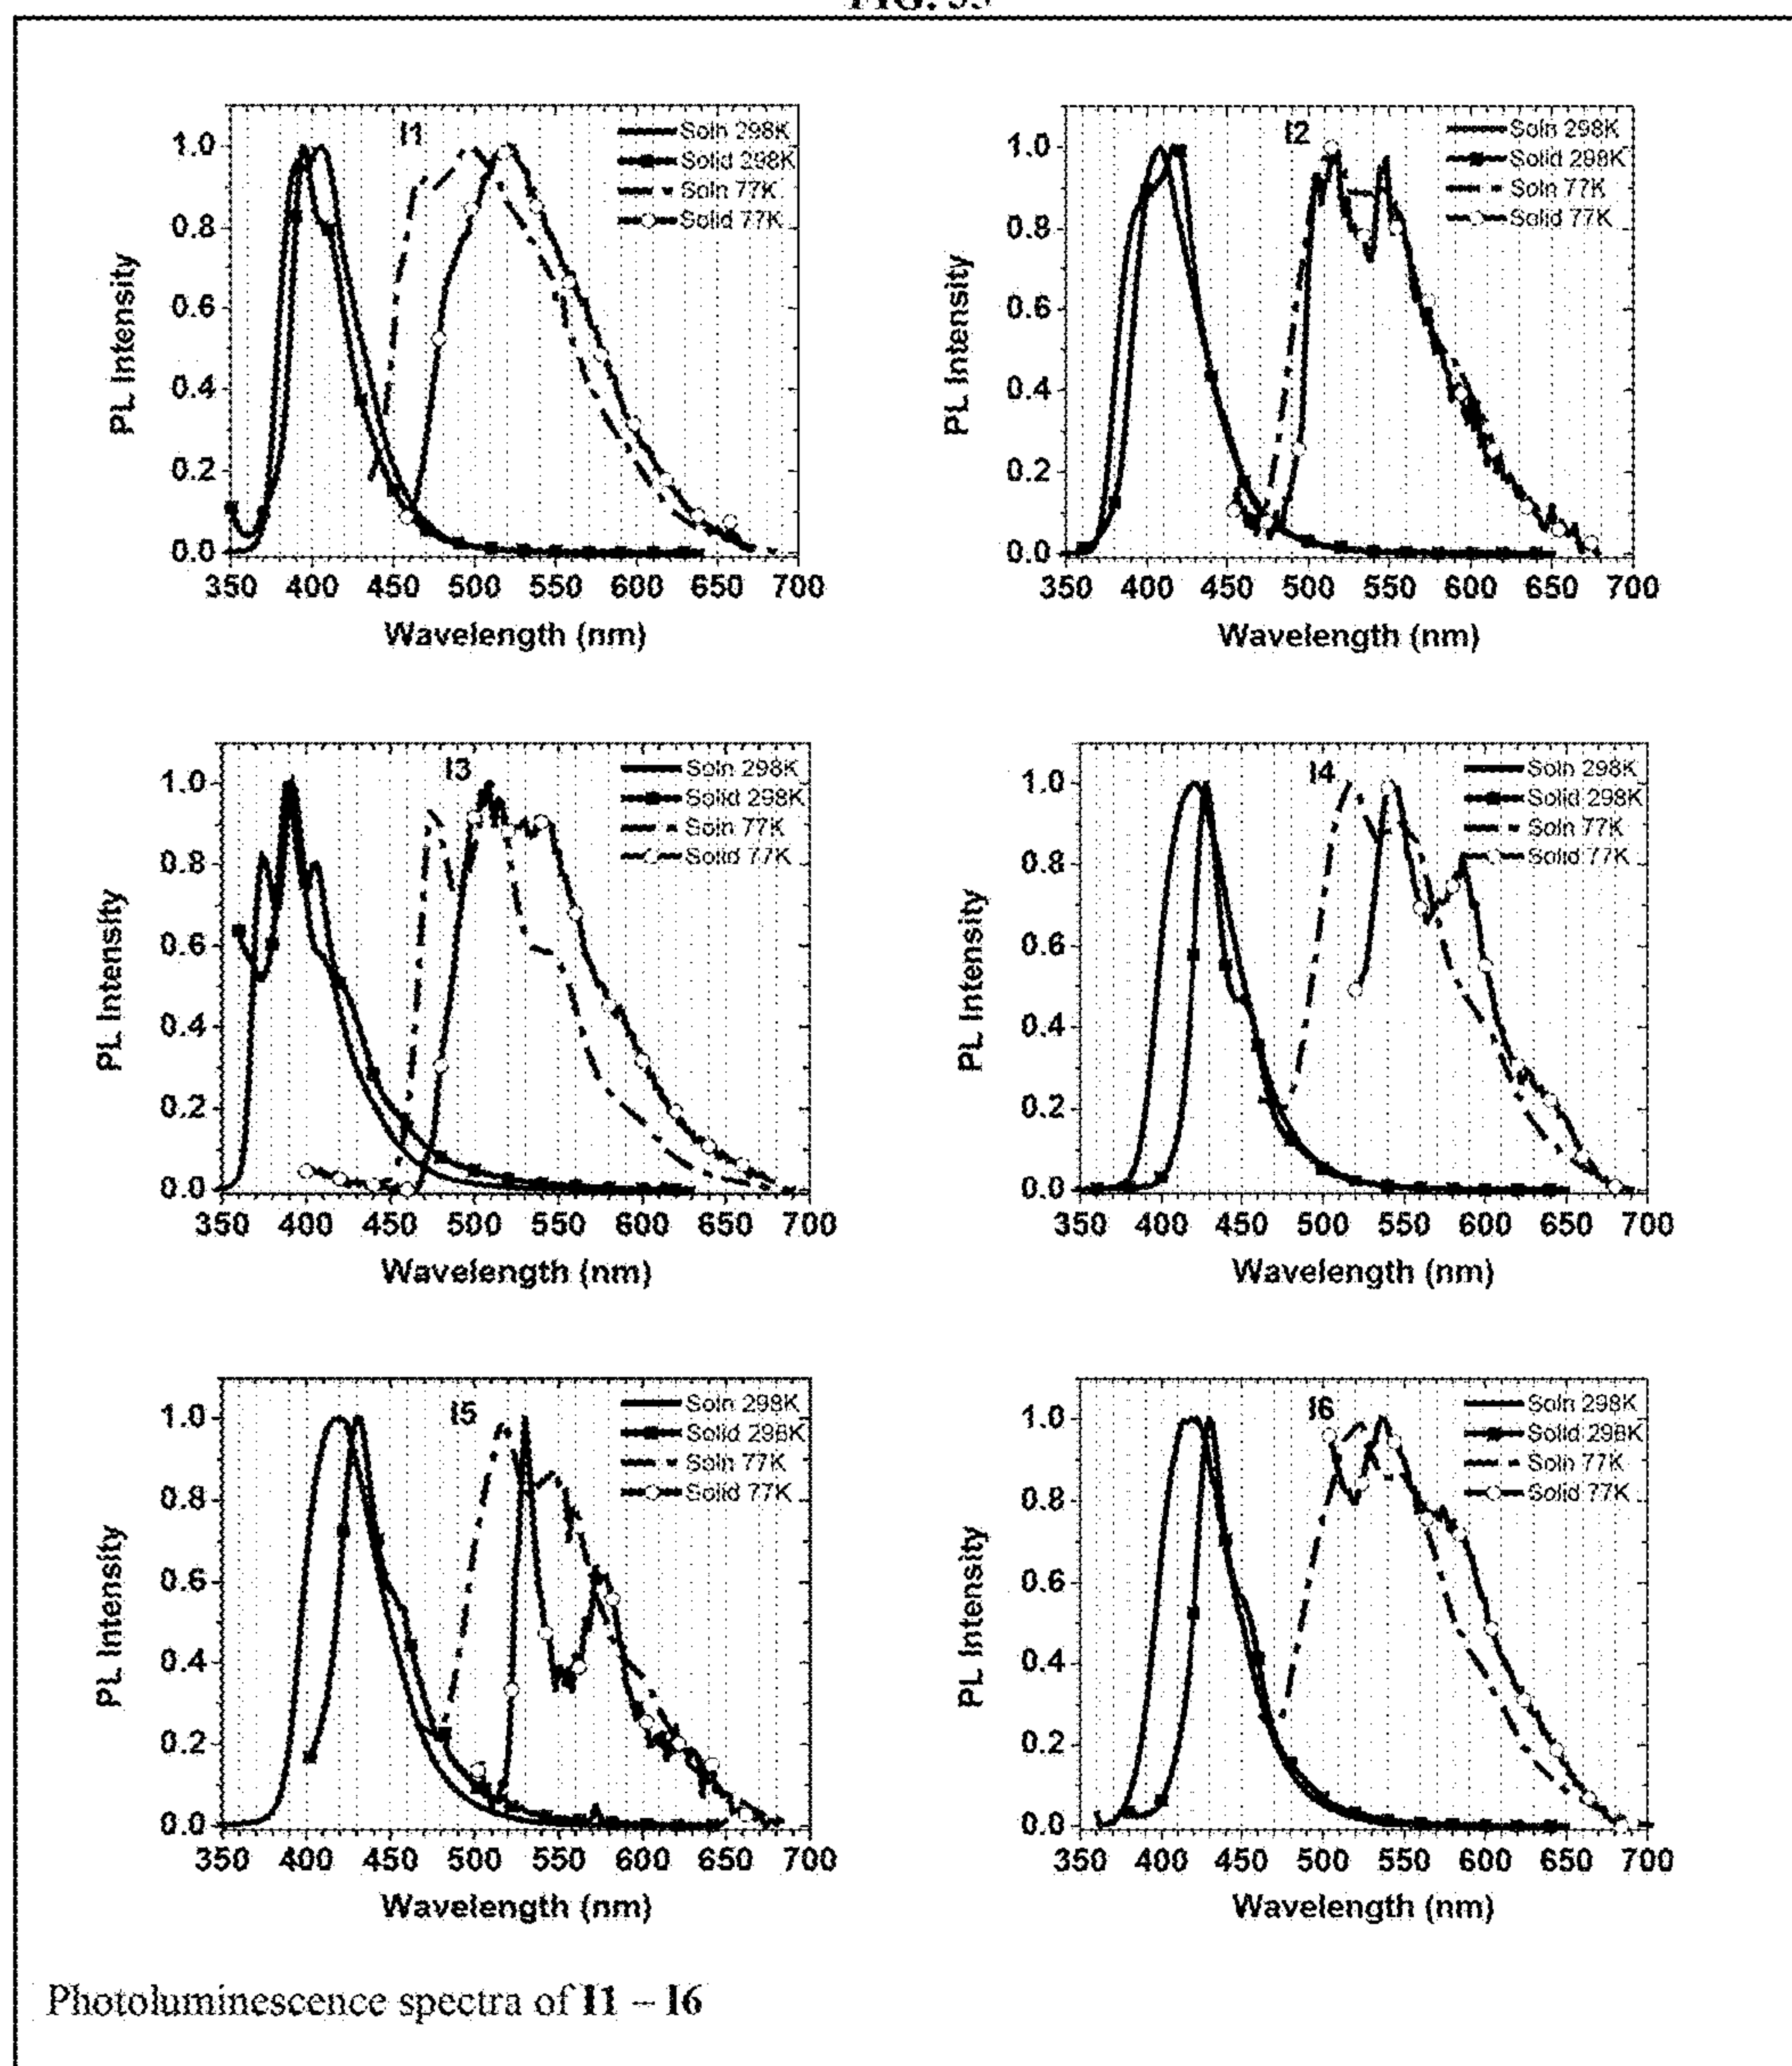 FIG. 33
I1
Soln 298K
Solid 298K
Soln 77K
Solid 77K
PL Intensity
1.0
0.8
0.6
0.4
0.2
0.0
350 400 450 500 550 600 650 700
Wavelength (nm)
I2
Soln 298K
Solid 298K
Soln 77K
Solid 77K
PL Intensity
1.0
0.8
0.6
0.4
0.2
0.0
350 400 450 500 550 600 650 700
Wavelength (nm)
I3
Soln 298K
Solid 298K
Soln 77K
Solid 77K
PL Intensity
1.0
0.8
0.6
0.4
0.2
0.0
350 400 450 500 550 600 650 700
Wavelength (nm)
I4
Soln 298K
Solid 298K
Soln 77K
Solid 77K
PL Intensity
1.0
0.8
0.6
0.4
0.2
0.0
350 400 450 500 550 600 650 700
Wavelength (nm)
I5
Soln 298K
Solid 298K
Soln 77K
Solid 77K
PL Intensity
1.0
0.8
0.6
0.4
0.2
0.0
350 400 450 500 550 600 650 700
Wavelength (nm)
I6
Soln 298K
Solid 298K
Soln 77K
Solid 77K
PL Intensity
1.0
0.8
0.6
0.4
0.2
0.0
350 400 450 500 550 600 650 700
Wavelength (nm)
Photoluminescence spectra of I1 – I6